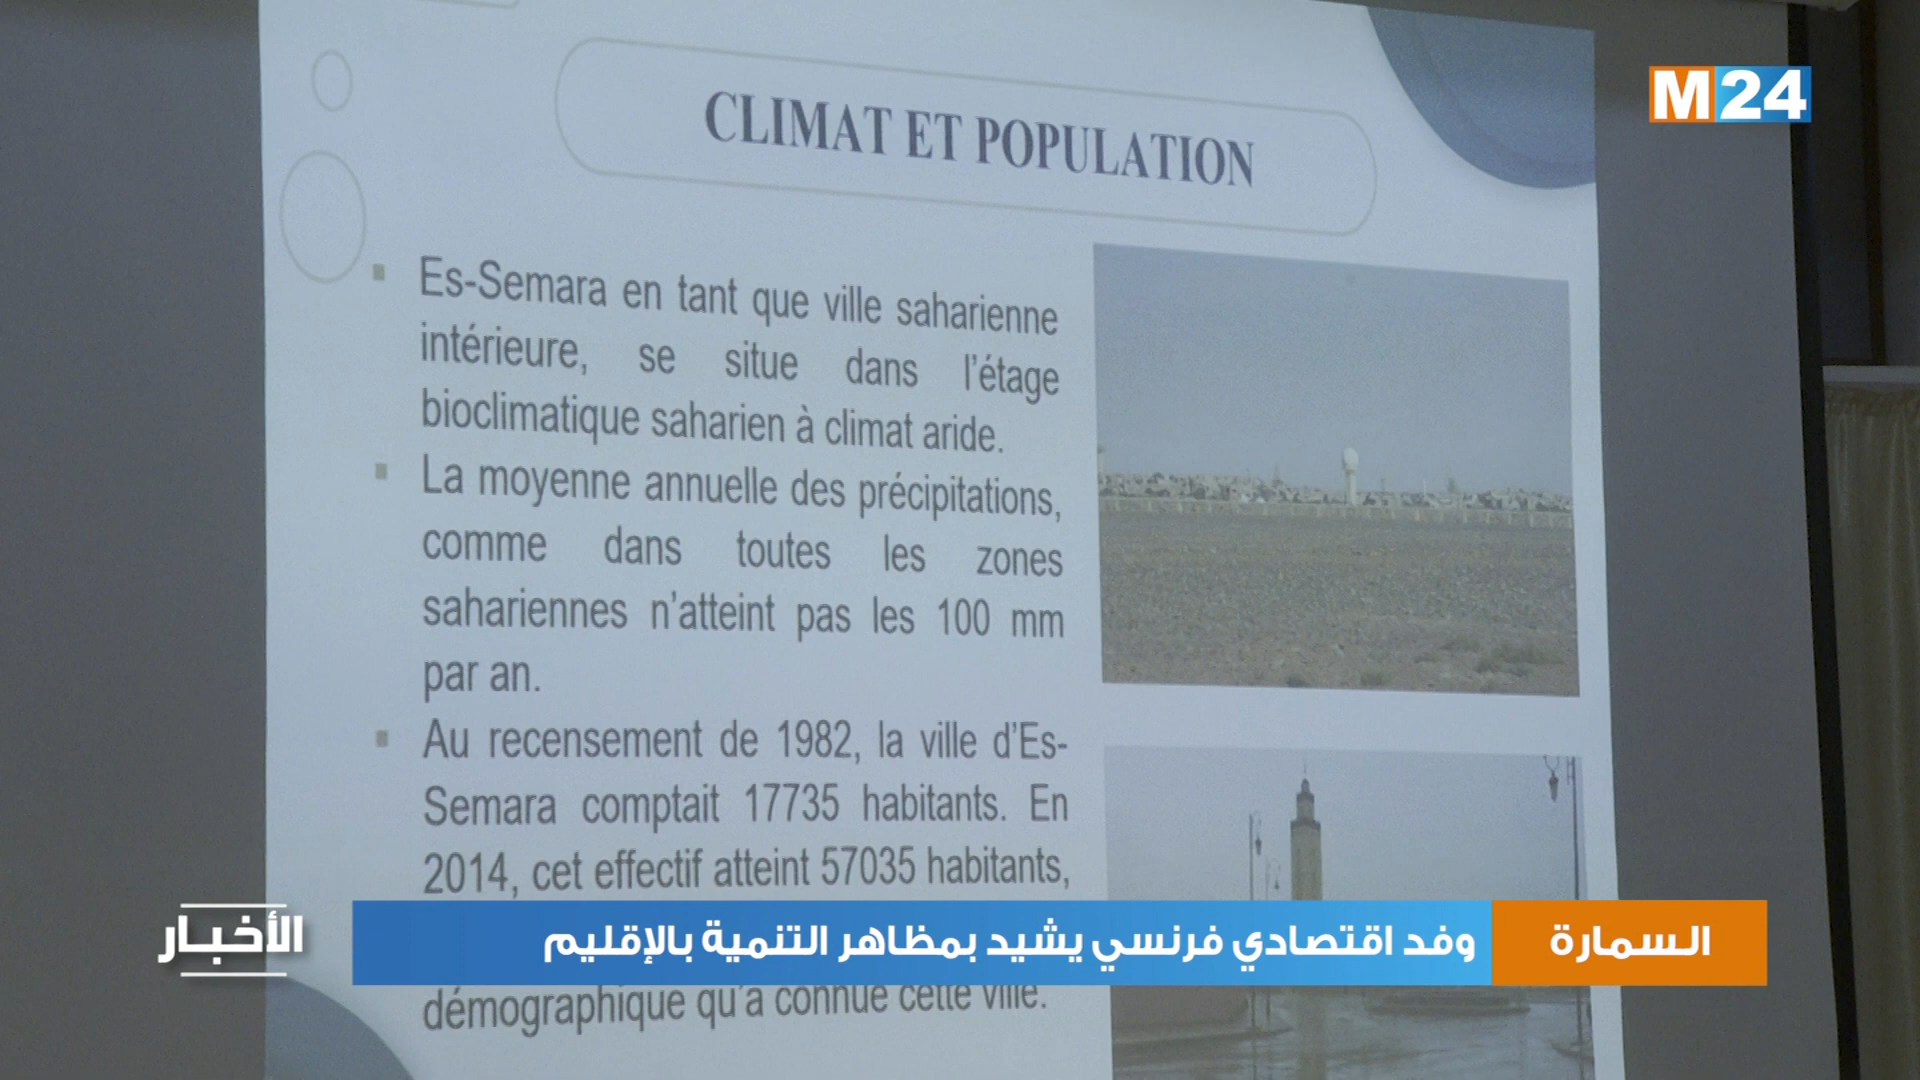 M24
CLIMAT ET POPULATION
Es-Semara en tant que ville saharienne
intérieure, se situe dans l'étage
bioclimatique saharien à climat aride.
La moyenne annuelle des précipitations,
comme dans toutes les zones
sahariennes n'atteint pas les 100 mm
par an.
Au recensement de 1982, la ville d'Es-
Semara comptait 17735 habitants. En
2014, cet effectif atteint 57035 habitants,
démographique qu'a connue cette ville.
السمارة
وفد اقتصادي فرنسي يشيد بمظاهر التنمية بالإقليم
الأخبار